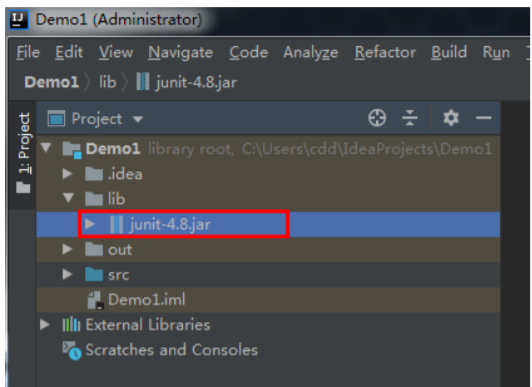 Demo1 (Administrator)
File Edit View Navigate Code Analyze Refactor Build Run
Demo1 lib junit-4.8.jar
1: Project
Project
Demo1 library root, C:\Users\cdd\IdeaProjects\Demo1
.idea
lib
junit-4.8.jar
out
src
Demo1.iml
External Libraries
Scratches and Consoles